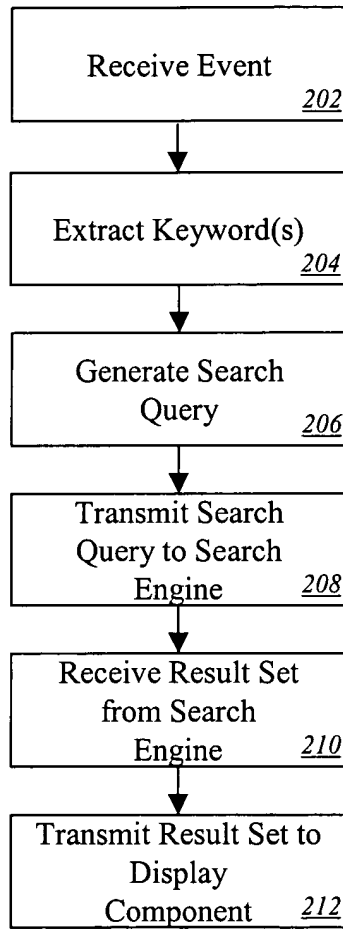 Receive Event
202
Extract Keyword(s)
204
Generate Search
Query
206
Transmit Search
Query to Search
Engine
208
Receive Result Set
from Search
Engine
210
Transmit Result Set to
Display
Component
212